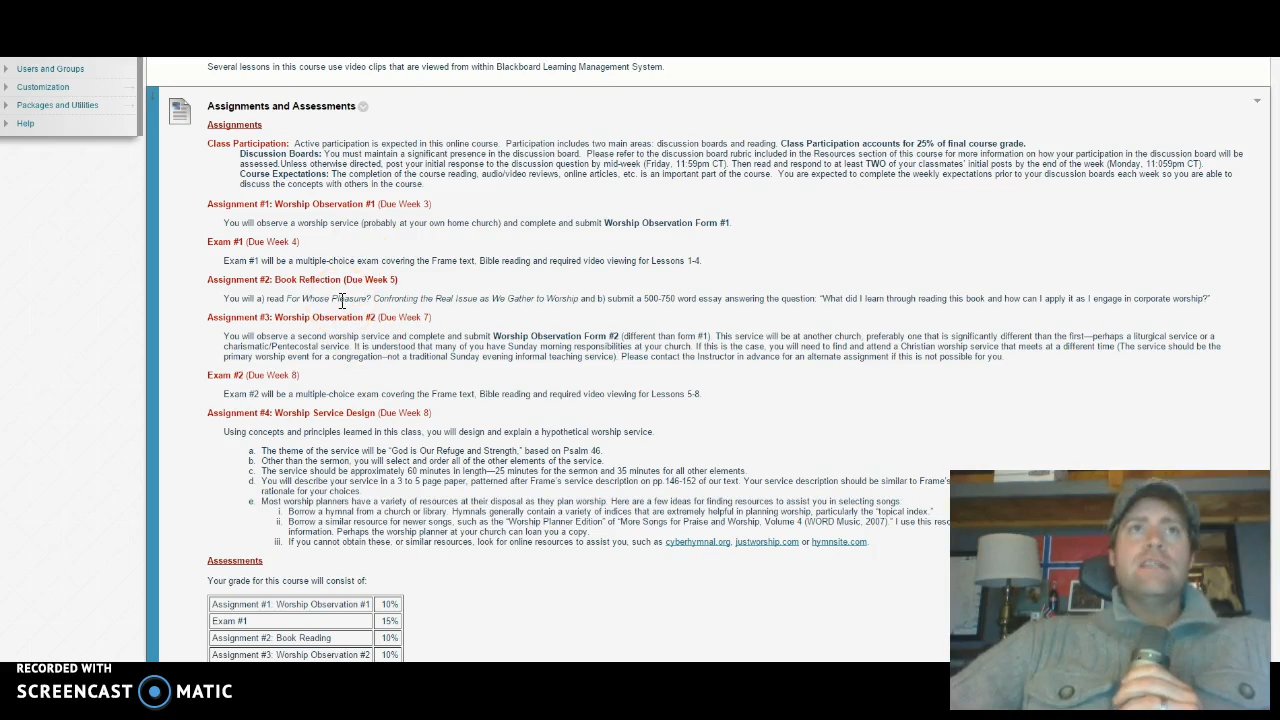 Several lessons in this course use video clips that are viewed from within Blackboard Learning Management System.
Users and Groups
Customization
Packages and Utilities
Help
Assignments and Assessments
Assignments
Class Participation: Active participation is expected in this online course. Participation includes two main areas: discussion boards and reading. Class Participation accounts for 25% of final course grade.
Discussion Boards: You must maintain a significant presence in the discussion board. Please refer to the discussion board rubric included in the Resources section of this course for more information on how your participation in the discussion board will be
assessed.Unless otherwise directed, post your initial response to the discussion question by mid-week (Friday, 11:59pm CT). Then read and respond to at least TWO of your classmates' initial posts by the end of the week (Monday, 11:059pm CT).
Course Expectations: The completion of the course reading, audio/video reviews, online articles, etc. is an important part of the course. You are expected to complete the weekly expectations prior to your discussion boards each week so you are able to
discuss the concepts with others in the course.
Assignment #1: Worship Observation #1 (Due Week 3)
You will observe a worship service (probably at your own home church) and complete and submit Worship Observation Form #1.
Exam #1 (Due Week 4)
Exam #1 will be a multiple-choice exam covering the Frame text, Bible reading and required video viewing for Lessons 1-4.
Assignment #2: Book Reflection (Due Week 5)
You will a) read For Whose Pleasure? Confronting the Real Issue as We Gather to Worship and b) submit a 500-750 word essay answering the question: “What did I learn through reading this book and how can I apply it as I engage in corporate worship?”
Assignment #3: Worship Observation #2 (Due Week 7)
You will observe a second worship service and complete and submit Worship Observation Form #2 (different than form #1). This service will be at another church, preferably one that is significantly different than the first—perhaps a liturgical service or a
charismatic/Pentecostal service. It is understood that many of you have Sunday morning responsibilities at your church. If this is the case, you will need to find and attend a Christian worship service that meets at a different time (The service should be the
primary worship event for a congregation--not a traditional Sunday evening informal teaching service). Please contact the Instructor in advance for an alternate assignment if this is not possible for you.
Exam #2 (Due Week 8)
Exam #2 will be a multiple-choice exam covering the Frame text, Bible reading and required video viewing for Lessons 5-8.
Assignment #4: Worship Service Design (Due Week 8)
Using concepts and principles learned in this class, you will design and explain a hypothetical worship service.
a. The theme of the service will be “God is Our Refuge and Strength,” based on Psalm 46.
b. Other than the sermon, you will select and order all of the other elements of the service.
c. The service should be approximately 60 minutes in length—25 minutes for the sermon and 35 minutes for all other elements.
d. You will describe your service in a 3 to 5 page paper, patterned after Frame's service description on pp.146-152 of our text. Your service description should be similar to Frame's
rationale for your choices.
e. Most worship planners have a variety of resources at their disposal as they plan worship. Here are a few ideas for finding resources to assist you in selecting songs:
i. Borrow a hymnal from a church or library. Hymnals generally contain a variety of indices that are extremely helpful in planning worship, particularly the “topical index.”
ii. Borrow a similar resource for newer songs, such as the “Worship Planner Edition” of “More Songs for Praise and Worship, Volume 4 (WORD Music, 2007).” I use this
information. Perhaps the worship planner at your church can loan you a copy.
iii. If you cannot obtain these, or similar resources, look for online resources to assist you, such as cyberhymnal.org, justworship.com or hymnsite.com.
Assessments
Your grade for this course will consist of:
Assignment #1: Worship Observation #1 10%
Exam #1 15%
Assignment #2: Book Reading 10%
Assignment #3: Worship Observation #2 10%
RECORDED WITH
SCREENCAST MATIC